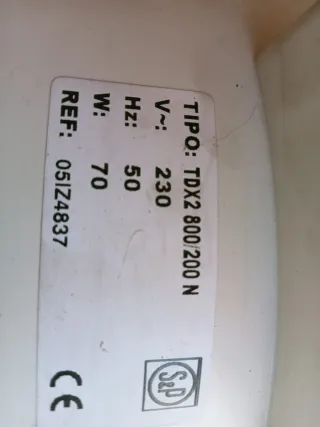 TIPO: TDX2 800/200 N
V~: 230
Hz: 50
W: 70
REF: 05IZ4837
S&P
CE